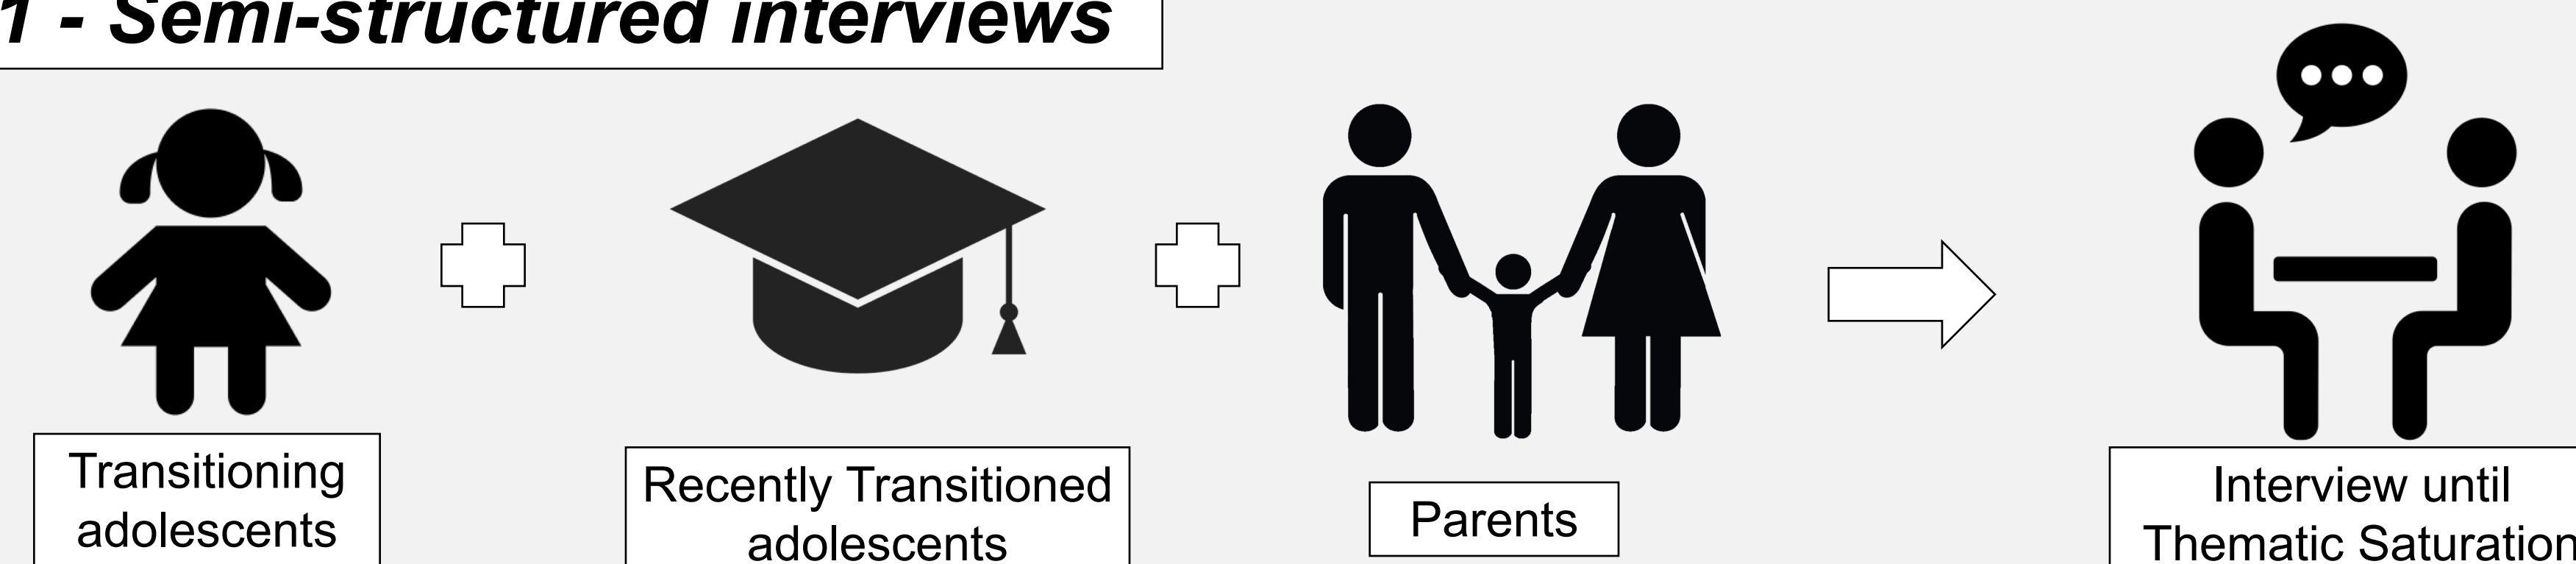 1 - Semi-structured interviews
Transitioning
adolescents
Recently Transitioned
adolescents
Parents
Interview until
Thematic Saturation